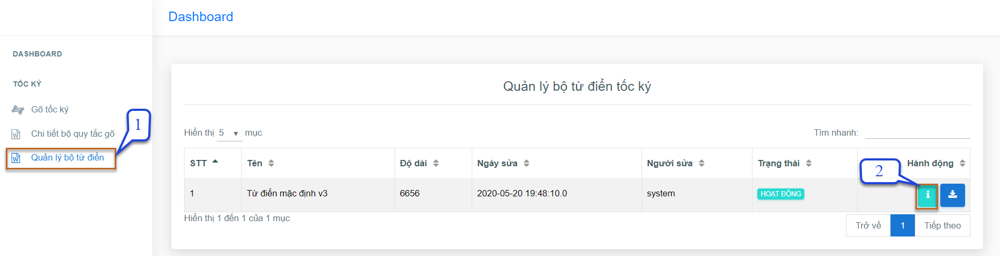 Dashboard
DASHBOARD
TỐC KÝ
Gõ tốc ký
Chi tiết bộ quy tắc gõ
Quản lý bộ từ điển
1
Quản lý bộ từ điển tốc ký
Hiển thị 5 mục
Tìm nhanh:
STT Tên Độ dài Ngày sửa Người sửa Trạng thái Hành động
2
1 Từ điển mặc định v3 6656 2020-05-20 19:48:10.0 system HOẠT ĐỘNG
Hiển thị 1 đến 1 của 1 mục
Trở về 1 Tiếp theo